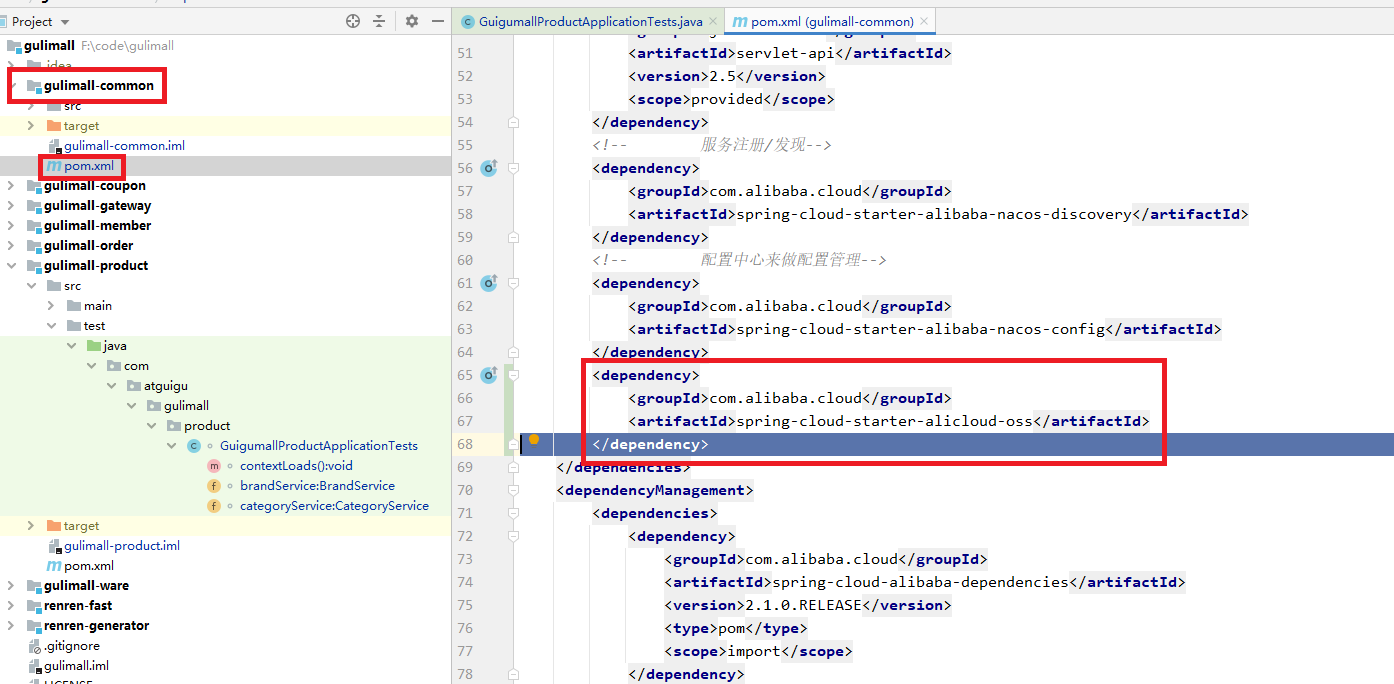 Project
gulimall F:\code\gulimall
.idea
gulimall-common
src
target
gulimall-common.iml
pom.xml
gulimall-coupon
gulimall-gateway
gulimall-member
gulimall-order
gulimall-product
src
main
test
java
com
atguigu
gulimall
product
GuigumallProductApplicationTests
contextLoads():void
brandService:BrandService
categoryService:CategoryService
target
gulimall-product.iml
pom.xml
gulimall-ware
renren-fast
renren-generator
.gitignore
gulimall.iml
LICENSE
GuigumallProductApplicationTests.java
pom.xml (gulimall-common)
51 <artifactId>servlet-api</artifactId>
52 <version>2.5</version>
53 <scope>provided</scope>
54 </dependency>
55 <!-- 服务注册/发现-->
56 <dependency>
57 <groupId>com.alibaba.cloud</groupId>
58 <artifactId>spring-cloud-starter-alibaba-nacos-discovery</artifactId>
59 </dependency>
60 <!-- 配置中心来做配置管理-->
61 <dependency>
62 <groupId>com.alibaba.cloud</groupId>
63 <artifactId>spring-cloud-starter-alibaba-nacos-config</artifactId>
64 </dependency>
65 <dependency>
66 <groupId>com.alibaba.cloud</groupId>
67 <artifactId>spring-cloud-starter-alicloud-oss</artifactId>
68 </dependency>
69 </dependencies>
70 <dependencyManagement>
71 <dependencies>
72 <dependency>
73 <groupId>com.alibaba.cloud</groupId>
74 <artifactId>spring-cloud-alibaba-dependencies</artifactId>
75 <version>2.1.0.RELEASE</version>
76 <type>pom</type>
77 <scope>import</scope>
78 </dependency>